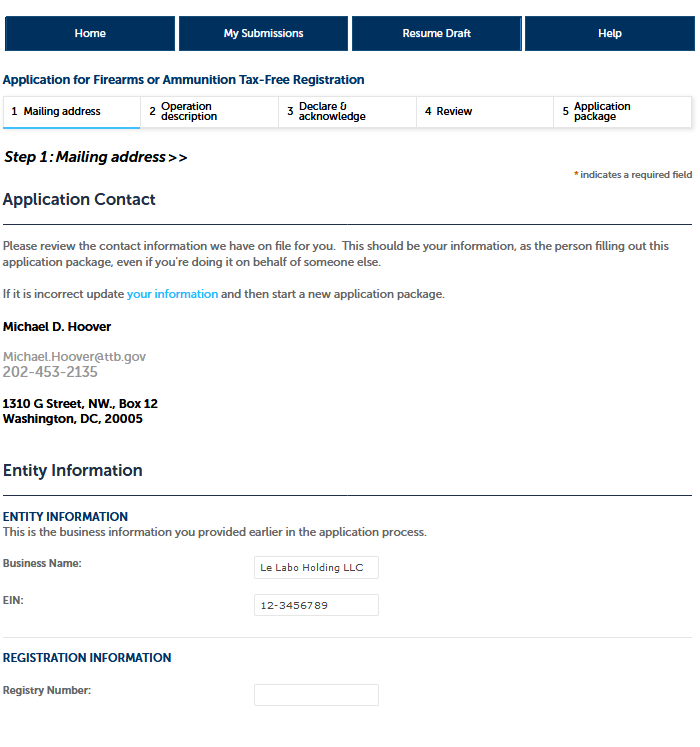 Home My Submissions Resume Draft Help
Application for Firearms or Ammunition Tax-Free Registration
1 Mailing address
2 Operation
description
3 Declare &
acknowledge
4 Review
5 Application
package
Step 1: Mailing address >>
* indicates a required field
Application Contact
Please review the contact information we have on file for you. This should be your information, as the person filling out this
application package, even if you're doing it on behalf of someone else.
If it is incorrect update your information and then start a new application package.
Michael D. Hoover
Michael.Hoover@ttb.gov
202-453-2135
1310 G Street, NW., Box 12
Washington, DC, 20005
Entity Information
ENTITY INFORMATION
This is the business information you provided earlier in the application process.
Business Name: Le Labo Holding LLC
EIN: 12-3456789
REGISTRATION INFORMATION
Registry Number: